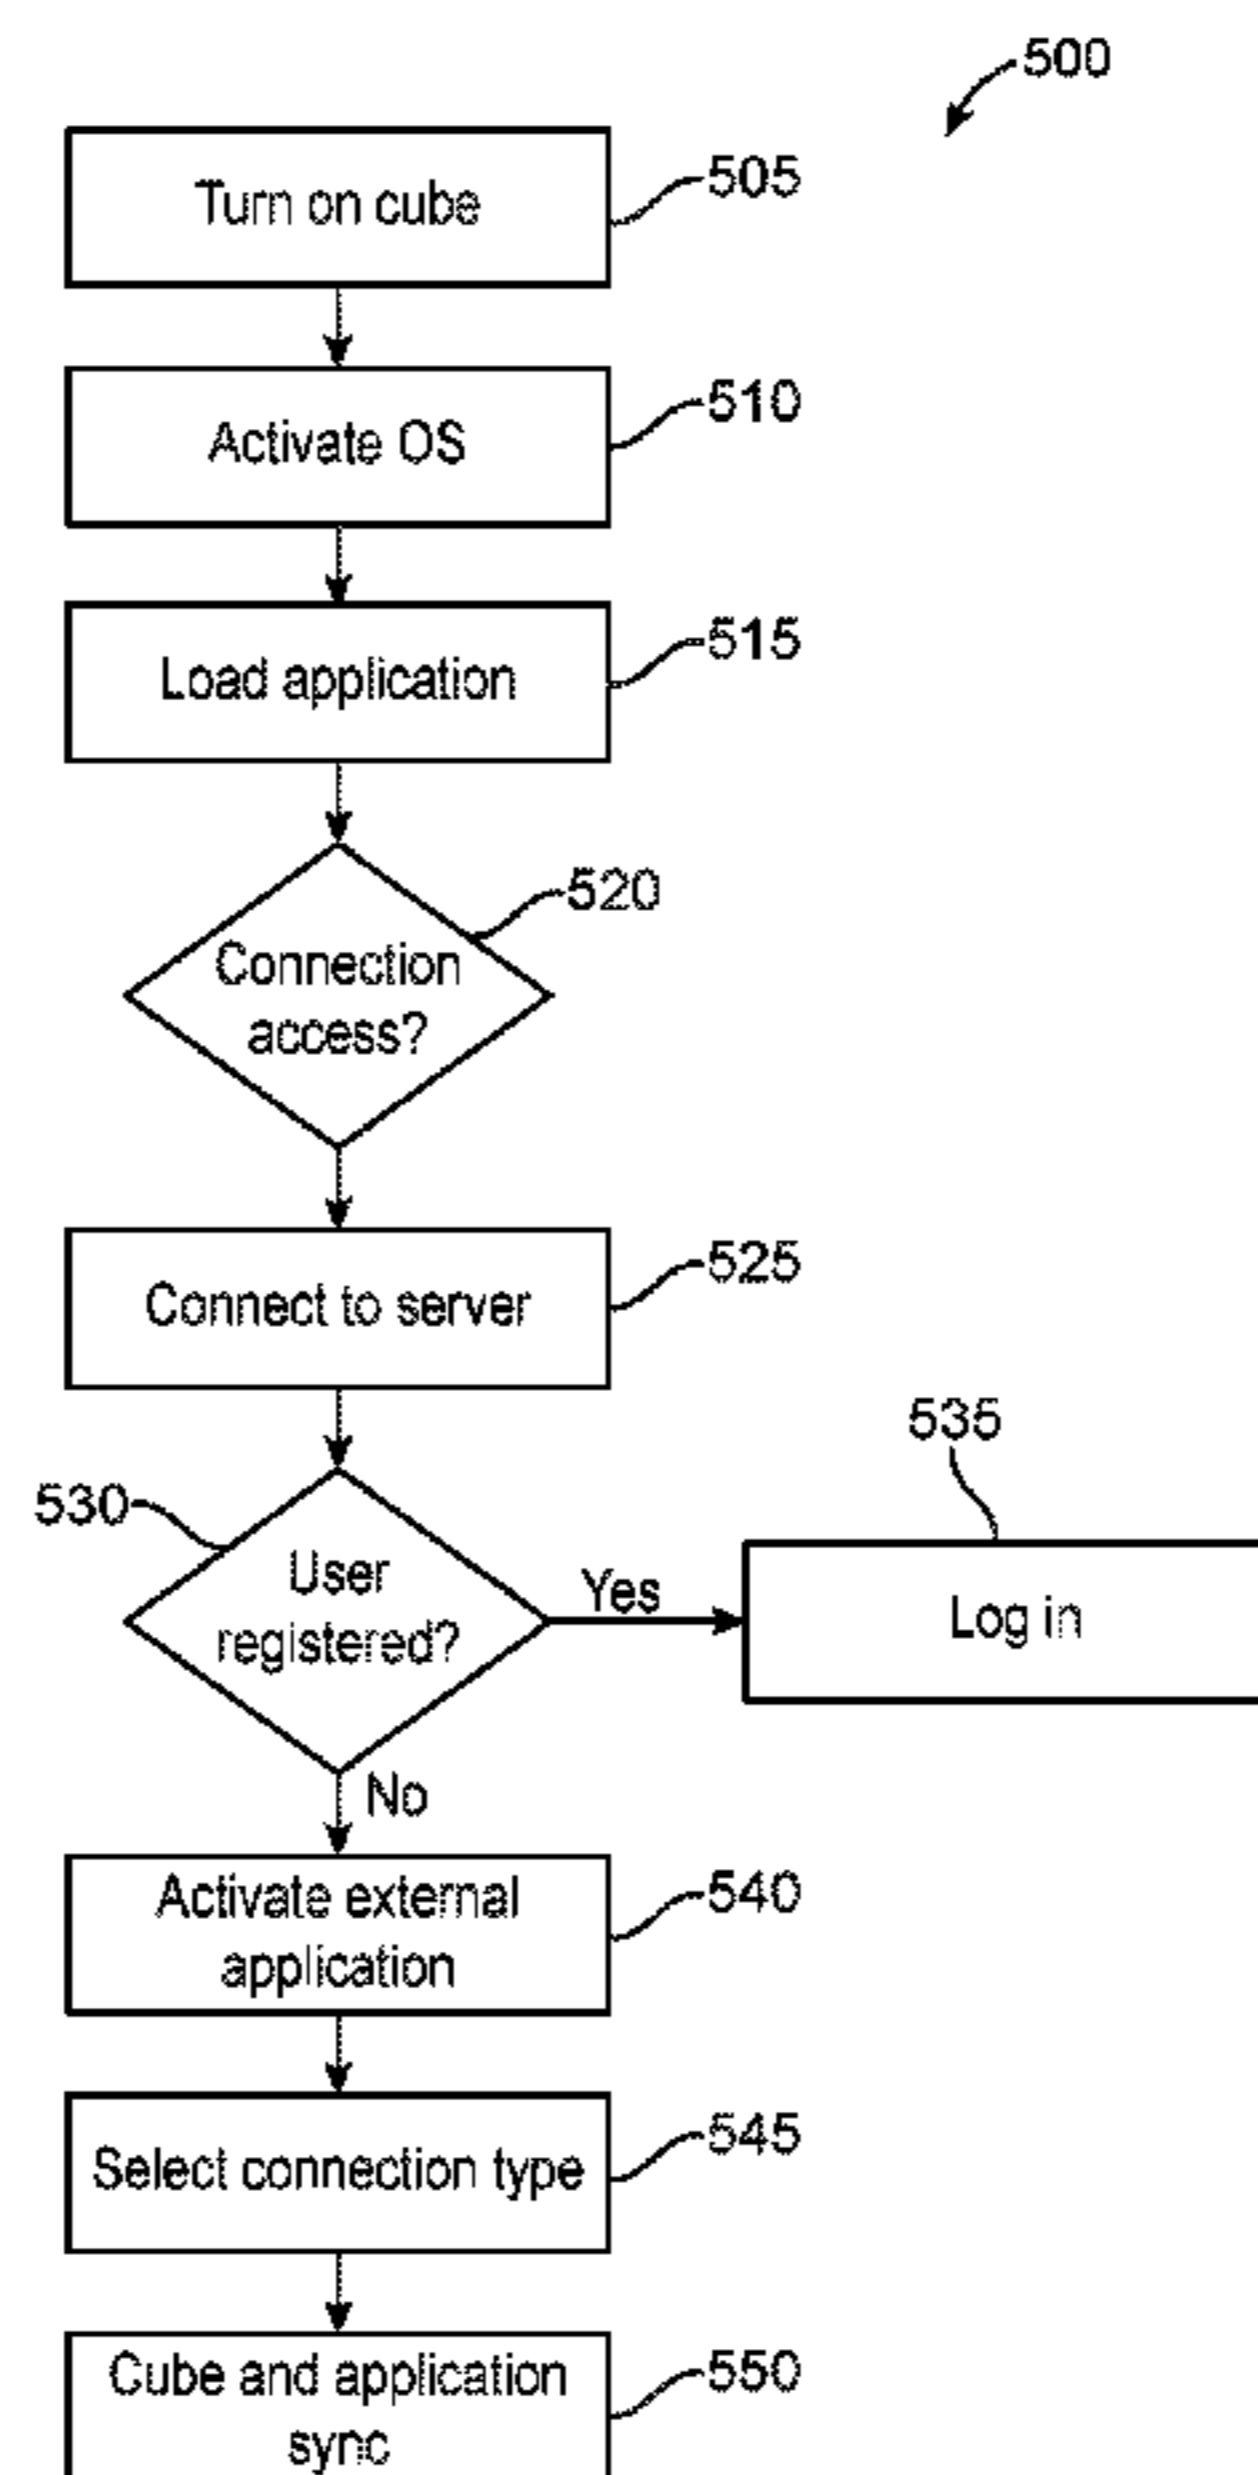 500
Turn on cube
505
Activate OS
510
Load application
515
520
Connection
access?
Connect to server
525
535
530
User
registered?
Yes
Log in
No
Activate external
application
540
Select connection type
545
Cube and application
sync
550